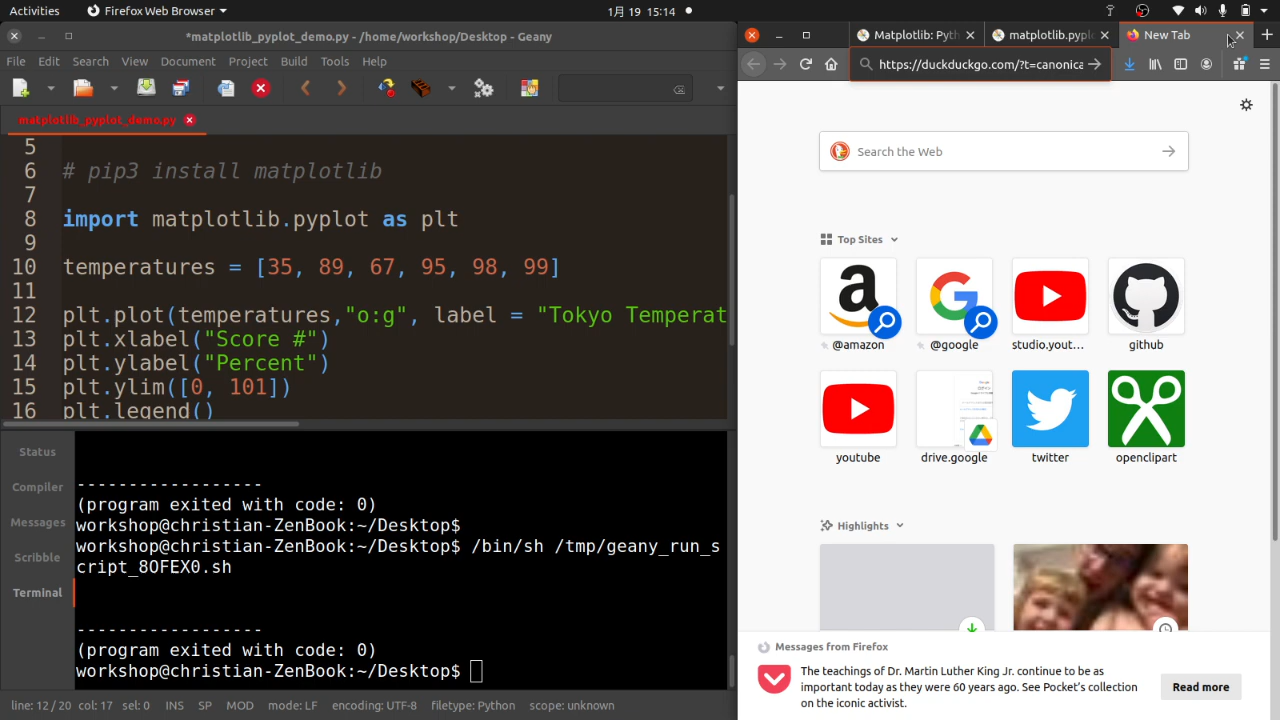 Activities
Firefox Web Browser
1月 19 15:14
*matplotlib_pyplot_demo.py - /home/workshop/Desktop - Geany
File Edit Search View Document Project Build Tools Help
matplotlib_pyplot_demo.py
5
6 # pip3 install matplotlib
7
8 import matplotlib.pyplot as plt
9
10 temperatures = [35, 89, 67, 95, 98, 99]
11
12 plt.plot(temperatures,"o:g", label = "Tokyo Temperat
13 plt.xlabel("Score #")
14 plt.ylabel("Percent")
15 plt.ylim([0, 101])
16 plt.legend()
Status
Compiler
Messages
Scribble
Terminal
------------------
(program exited with code: 0)
workshop@christian-ZenBook:~/Desktop$
workshop@christian-ZenBook:~/Desktop$ /bin/sh /tmp/geany_run_s
cript_8OFEX0.sh
------------------
(program exited with code: 0)
workshop@christian-ZenBook:~/Desktop$
line: 12 / 20 col: 17 sel: 0 INS SP MOD mode: LF encoding: UTF-8 filetype: Python scope: unknown
Matplotlib: Pyth
matplotlib.pyplo
New Tab
https://duckduckgo.com/?t=canonica
Search the Web
Top Sites
@amazon
@google
studio.yout...
github
youtube
drive.google
twitter
openclipart
Highlights
Messages from Firefox
The teachings of Dr. Martin Luther King Jr. continue to be as
important today as they were 60 years ago. See Pocket's collection
on the iconic activist.
Read more